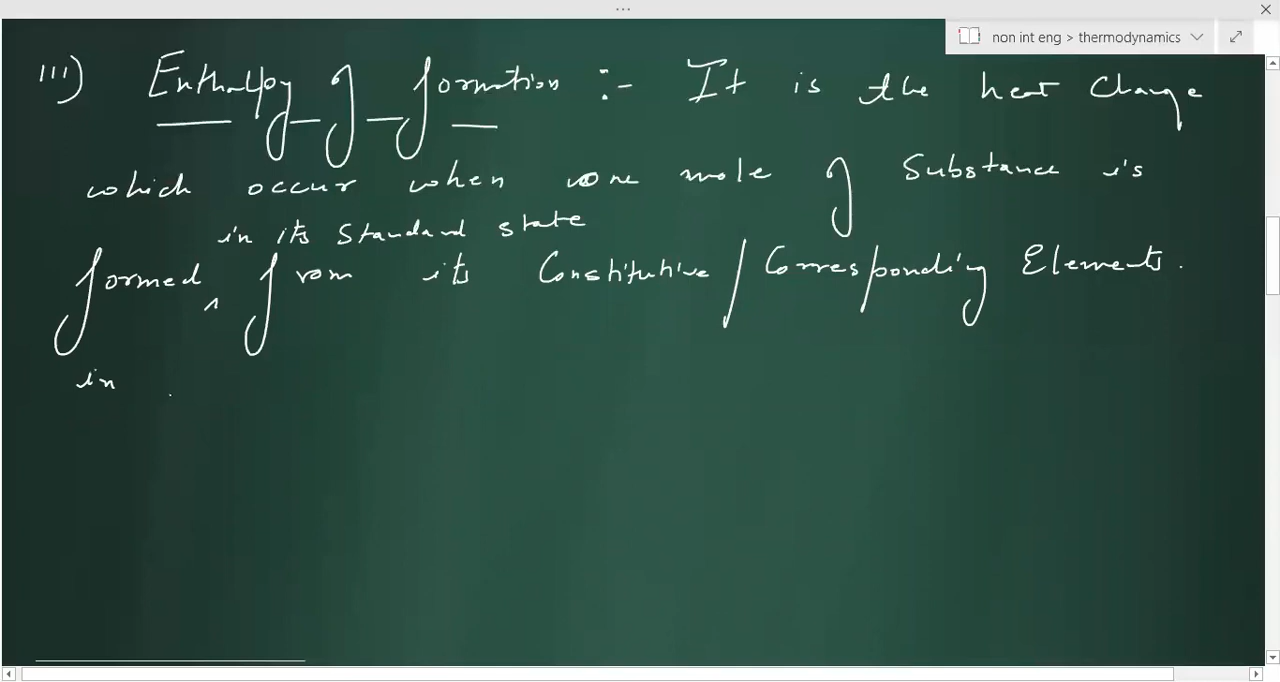 non int eng > thermodynamics
III) Enthalpy of formation :- It is the heat change
which occur when one mole of substance is
in its standard state
formed ^ from its Constitutive / Corresponding Elements.
in